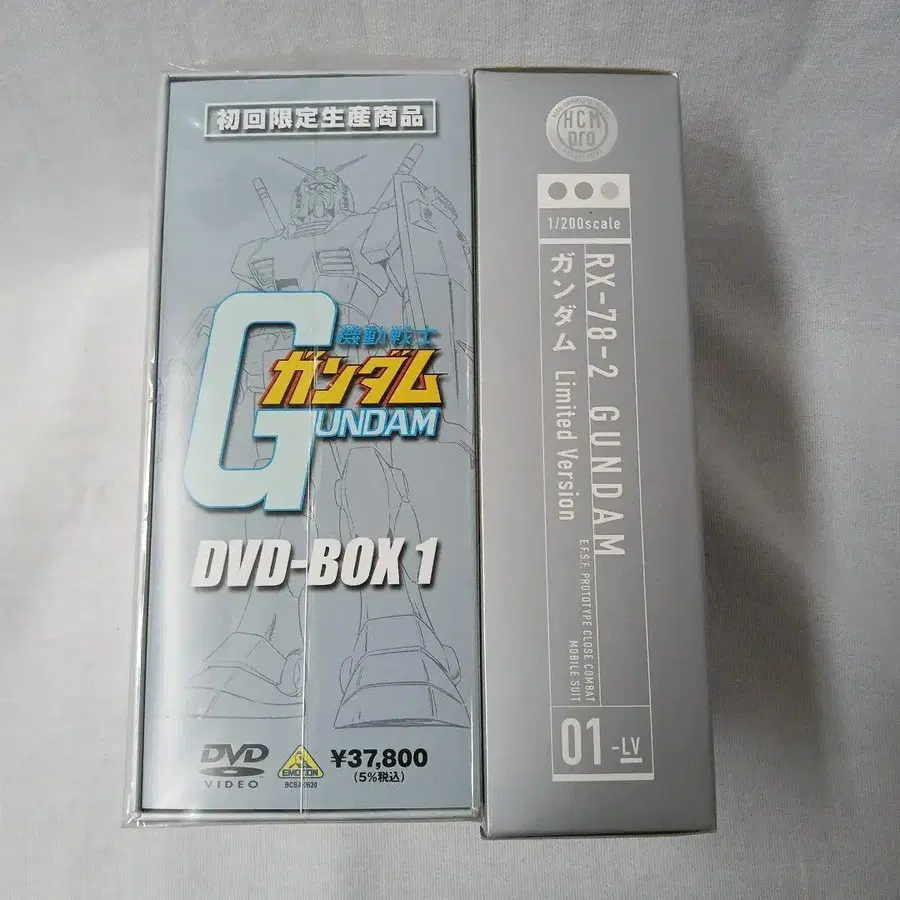 初回限定生産商品
機動戦士
ガンダム
GUNDAM
DVD-BOX 1
DVD
VIDEO
EMOTION
BCBA-2620
¥37,800
(5%税込)
HCM
pro
1/200scale
RX-78-2 GUNDAM
ガンダム Limited Version
E.F.S.F. PROTOTYPE CLOSE COMBAT
MOBILE SUIT
01-LV